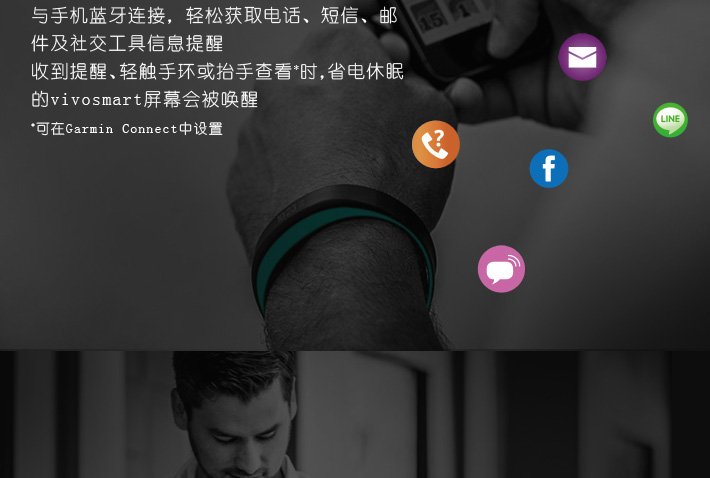 与手机蓝牙连接，轻松获取电话、短信、邮
件及社交工具信息提醒
收到提醒、轻触手环或抬手查看*时,省电休眠
的vivosmart屏幕会被唤醒
*可在Garmin Connect中设置
15 1
LINE
?
f